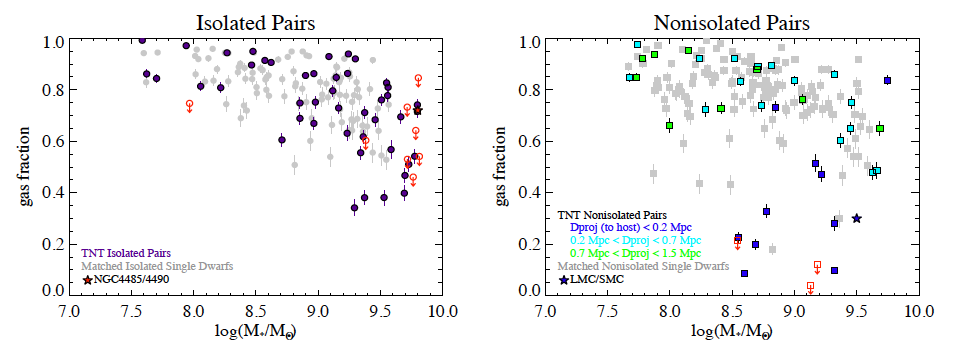 Isolated Pairs
1.0
0.8
0.6
0.4
0.2
0.0
gas fraction
TNT Isolated Pairs
Matched Isolated Single Dwarfs
NGC4485/4490
7.0 7.5 8.0 8.5 9.0 9.5 10.0
log(M*/M⊙)
Nonisolated Pairs
1.0
0.8
0.6
0.4
0.2
0.0
gas fraction
TNT Nonisolated Pairs
Dproj (to host) < 0.2 Mpc
0.2 Mpc < Dproj < 0.7 Mpc
0.7 Mpc < Dproj < 1.5 Mpc
Matched Nonisolated Single Dwarfs
LMC/SMC
7.0 7.5 8.0 8.5 9.0 9.5 10.0
log(M*/M⊙)